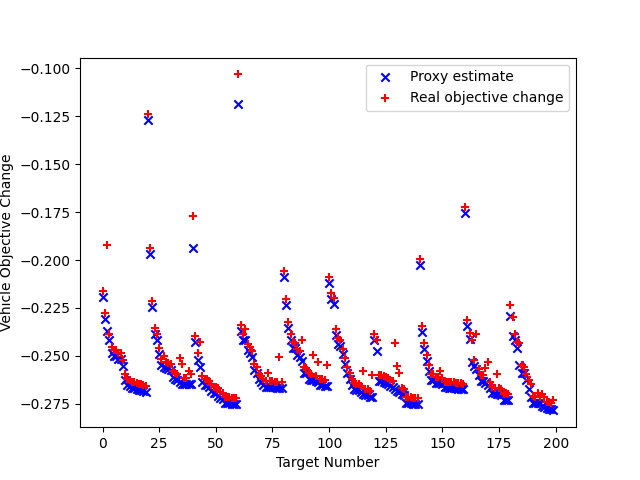 −0.100
−0.125
−0.150
−0.175
−0.200
−0.225
−0.250
−0.275
Vehicle Objective Change
Proxy estimate
Real objective change
0 25 50 75 100 125 150 175 200
Target Number